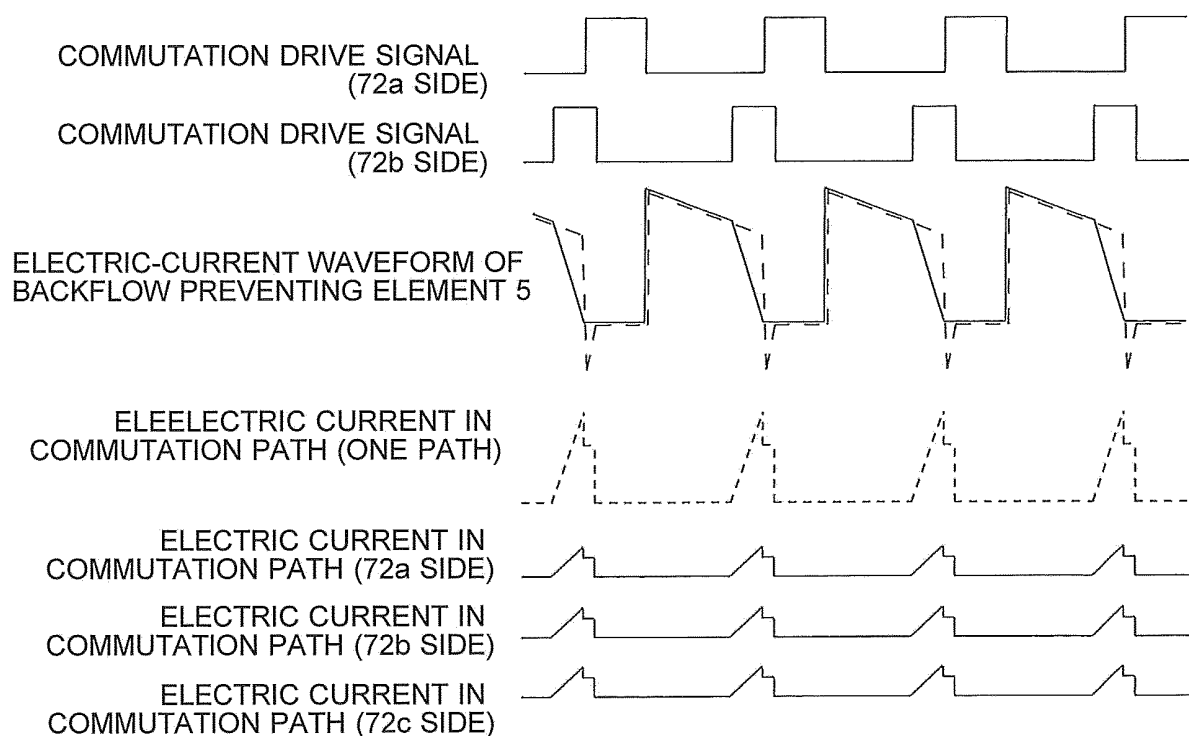 COMMUTATION DRIVE SIGNAL
(72a SIDE)
COMMUTATION DRIVE SIGNAL
(72b SIDE)
ELECTRIC-CURRENT WAVEFORM OF
BACKFLOW PREVENTING ELEMENT 5
ELEELECTRIC CURRENT IN
COMMUTATION PATH (ONE PATH)
ELECTRIC CURRENT IN
COMMUTATION PATH (72a SIDE)
ELECTRIC CURRENT IN
COMMUTATION PATH (72b SIDE)
ELECTRIC CURRENT IN
COMMUTATION PATH (72c SIDE)